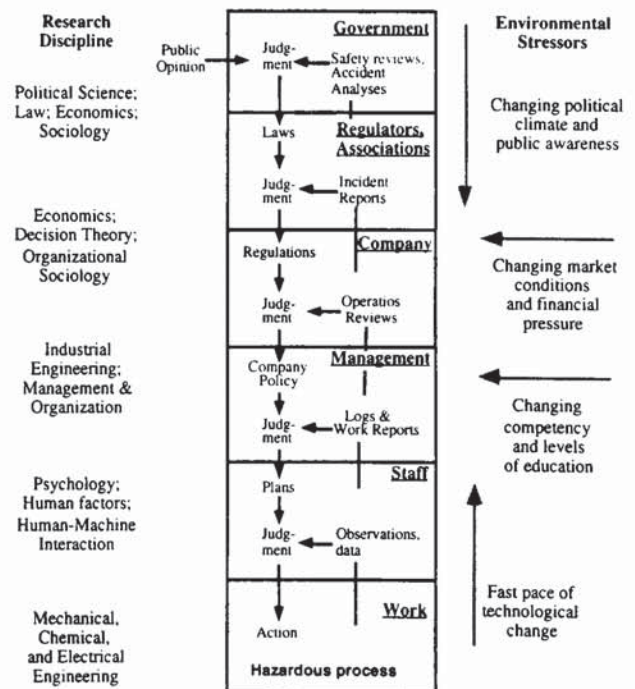 Research
Discipline
Political Science;
Law; Economics;
Sociology
Economics;
Decision Theory;
Organizational
Sociology
Industrial
Engineering;
Management &
Organization
Psychology;
Human factors;
Human-Machine
Interaction
Mechanical,
Chemical,
and Electrical
Engineering
Public
Opinion
Government
Judg-
ment
Safety reviews,
Accident
Analyses
Laws
Regulators,
Associations
Judg-
ment
Incident
Reports
Company
Regulations
Judg-
ment
Operatios
Reviews
Management
Company
Policy
Judg-
ment
Logs &
Work Reports
Staff
Plans
Judg-
ment
Observations,
data
Work
Action
Hazardous process
Environmental
Stressors
Changing political
climate and
public awareness
Changing market
conditions
and financial
pressure
Changing
competency
and levels
of education
Fast pace of
technological
change